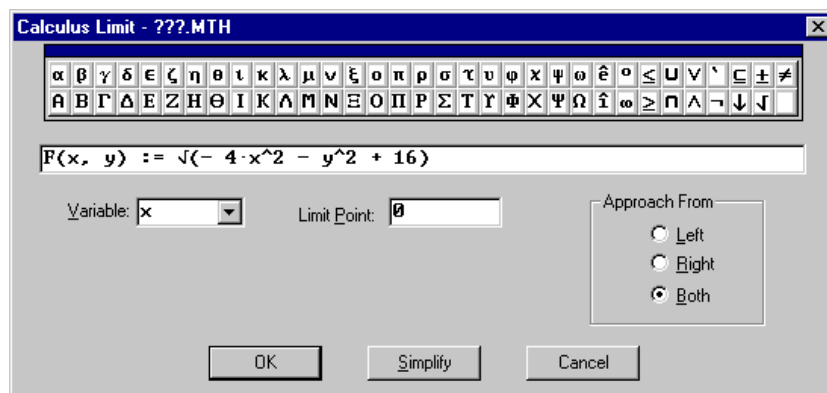 Calculus Limit - ???.MTH
α β γ δ ε ζ η θ ι κ λ μ ν ξ ο π ρ σ τ υ φ χ ψ ω ê º ≤ ∪ ∨ ` ⊆ ± ≠
Α Β Γ Δ Ε Ζ Η Θ Ι Κ Λ Μ Ν Ξ Ο Π Ρ Σ Τ Υ Φ Χ Ψ Ω î ∞ ≥ ∩ ∧ ¬ ↓ √
F(x, y) := √(- 4·x^2 - y^2 + 16)
Variable: x Limit Point: 0 Approach From
Left
Right
Both
OK Simplify Cancel